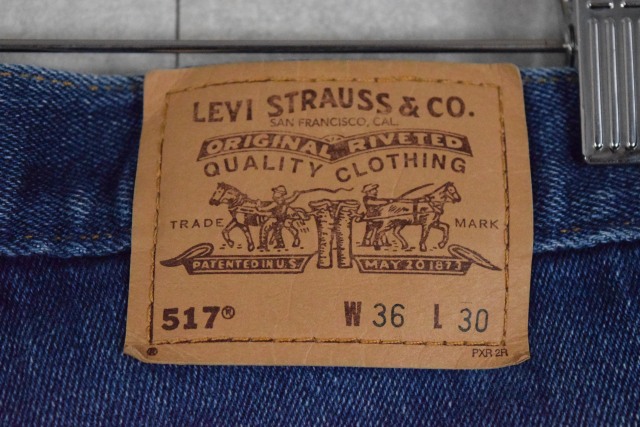 LEVI STRAUSS & CO.
SAN FRANCISCO, CAL.
ORIGINAL RIVETED
QUALITY CLOTHING
TRADE MARK
PATENTED IN U.S. MAY 20 1873
517® W 36 L 30
® PXR-2R